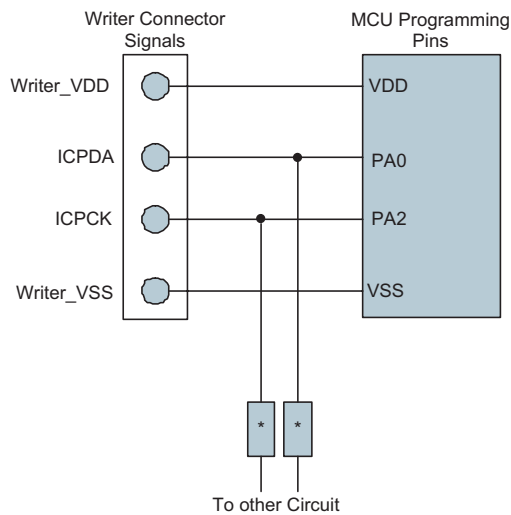 Writer Connector
Signals
MCU Programming
Pins
Writer_VDD
VDD
ICPDA
PA0
ICPCK
PA2
Writer_VSS
VSS
* *
To other Circuit